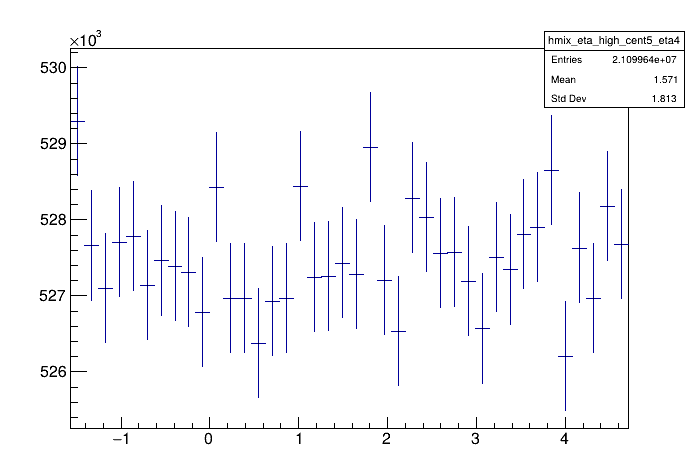 ×10³
hmix_eta_high_cent5_eta4
Entries 2.109964e+07
Mean 1.571
Std Dev 1.813
530
529
528
527
526
−1 0 1 2 3 4